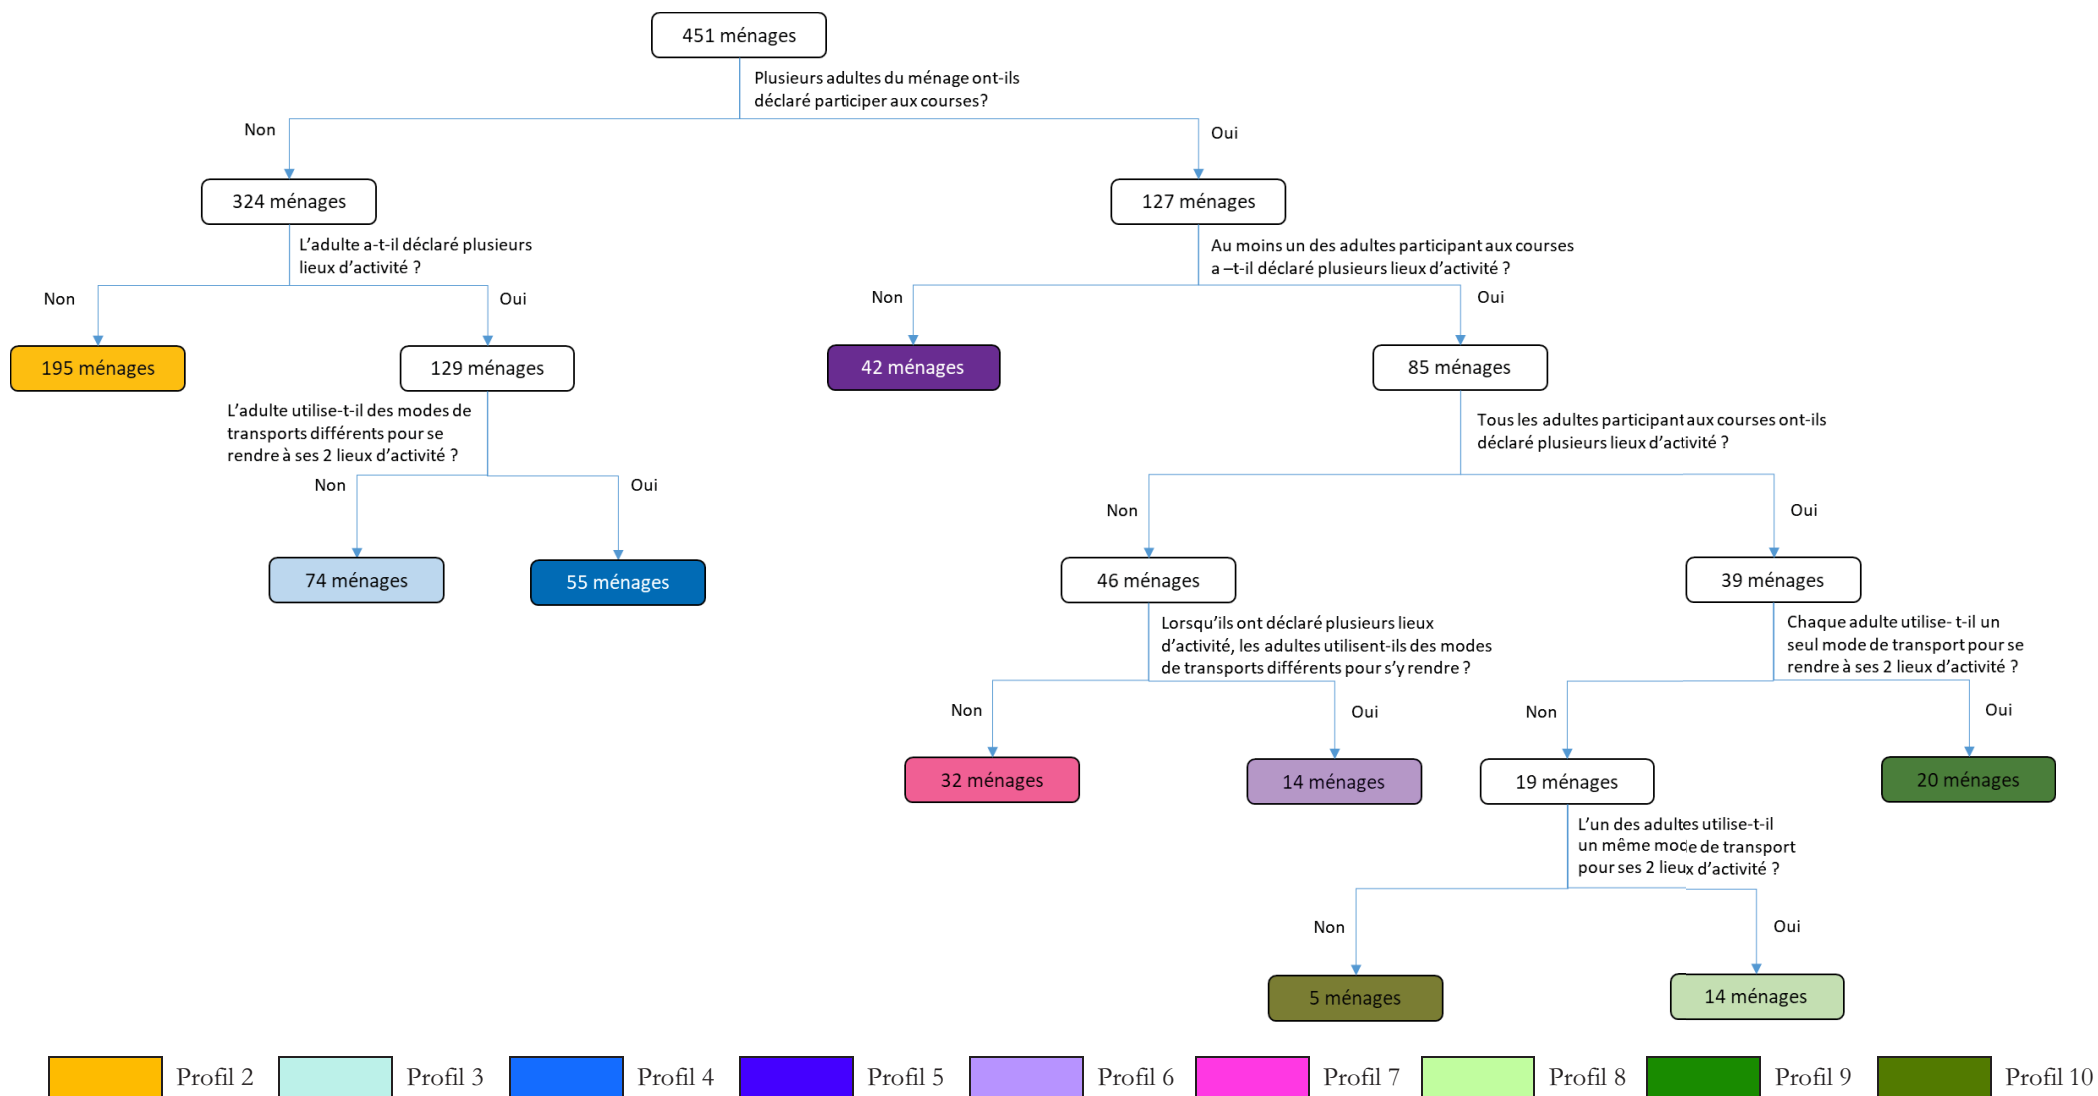 451 ménages
Plusieurs adultes du ménage ont-ils
déclaré participer aux courses?
Non
Oui
324 ménages
127 ménages
L’adulte a-t-il déclaré plusieurs
lieux d’activité ?
Au moins un des adultes participant aux courses
a –t-il déclaré plusieurs lieux d’activité ?
Non
Oui
Non
Oui
195 ménages
129 ménages
42 ménages
85 ménages
L’adulte utilise-t-il des modes de
transports différents pour se
rendre à ses 2 lieux d’activité ?
Tous les adultes participant aux courses ont-ils
déclaré plusieurs lieux d’activité ?
Non
Oui
Non
Oui
74 ménages
55 ménages
46 ménages
39 ménages
Lorsqu’ils ont déclaré plusieurs lieux
d’activité, les adultes utilisent-ils des modes
de transports différents pour s’y rendre ?
Chaque adulte utilise- t-il un
seul mode de transport pour se
rendre à ses 2 lieux d’activité ?
Non
Oui
Non
Oui
32 ménages
14 ménages
19 ménages
20 ménages
L’un des adultes utilise-t-il
un même mode de transport
pour ses 2 lieux d’activité ?
Non
Oui
5 ménages
14 ménages
Profil 2
Profil 3
Profil 4
Profil 5
Profil 6
Profil 7
Profil 8
Profil 9
Profil 10